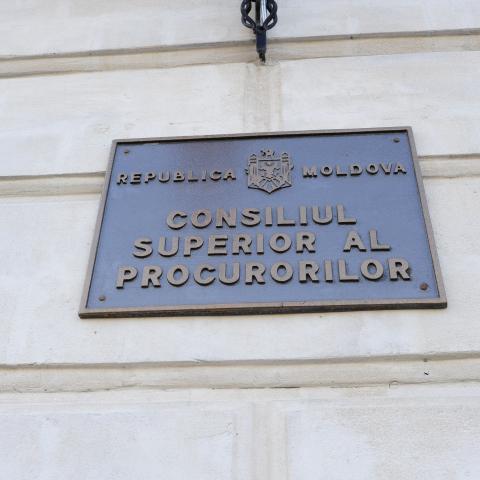 REPUBLICA MOLDOVA
CONSILIUL
SUPERIOR AL
PROCURORILOR